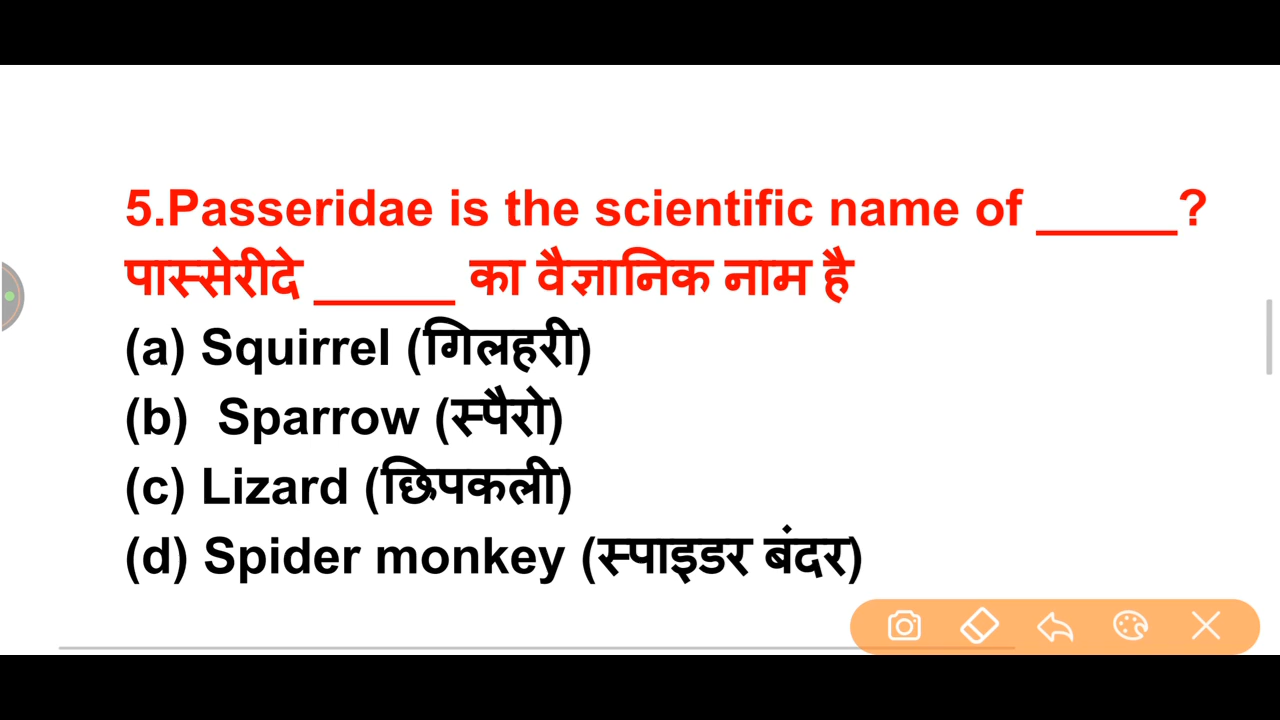 5.Passeridae is the scientific name of _____?
पास्सेरीदे _____ का वैज्ञानिक नाम है
(a) Squirrel (गिलहरी)
(b) Sparrow (स्पैरो)
(c) Lizard (छिपकली)
(d) Spider monkey (स्पाइडर बंदर)